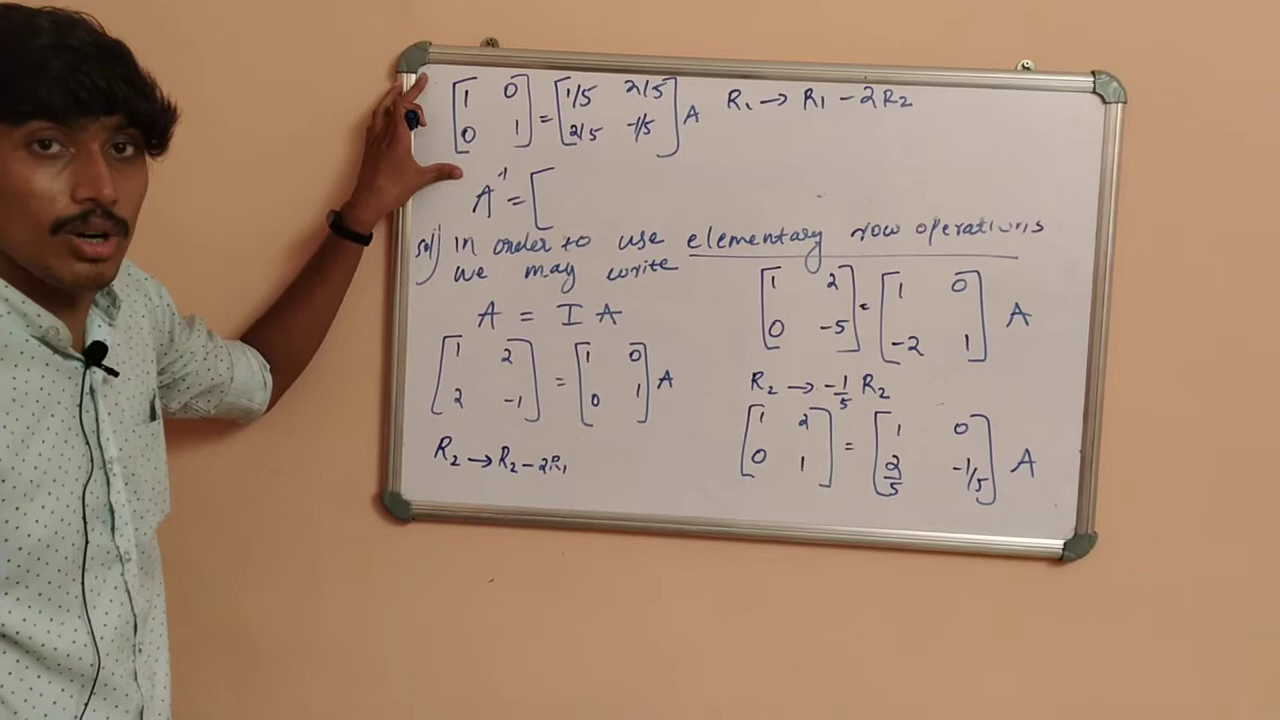 [1 0
0 1] = [1/5 2/5
2/5 -1/5] A R₁ → R₁ - 2R₂
A⁻¹ = [
sol) in order to use elementary row operations
we may write
A = I A
[1 2
2 -1] = [1 0
0 1] A
R₂ → R₂ - 2R₁
[1 2
0 -5] = [1 0
-2 1] A
R₂ → -1/5 R₂
[1 2
0 1] = [1 0
2/5 -1/5] A